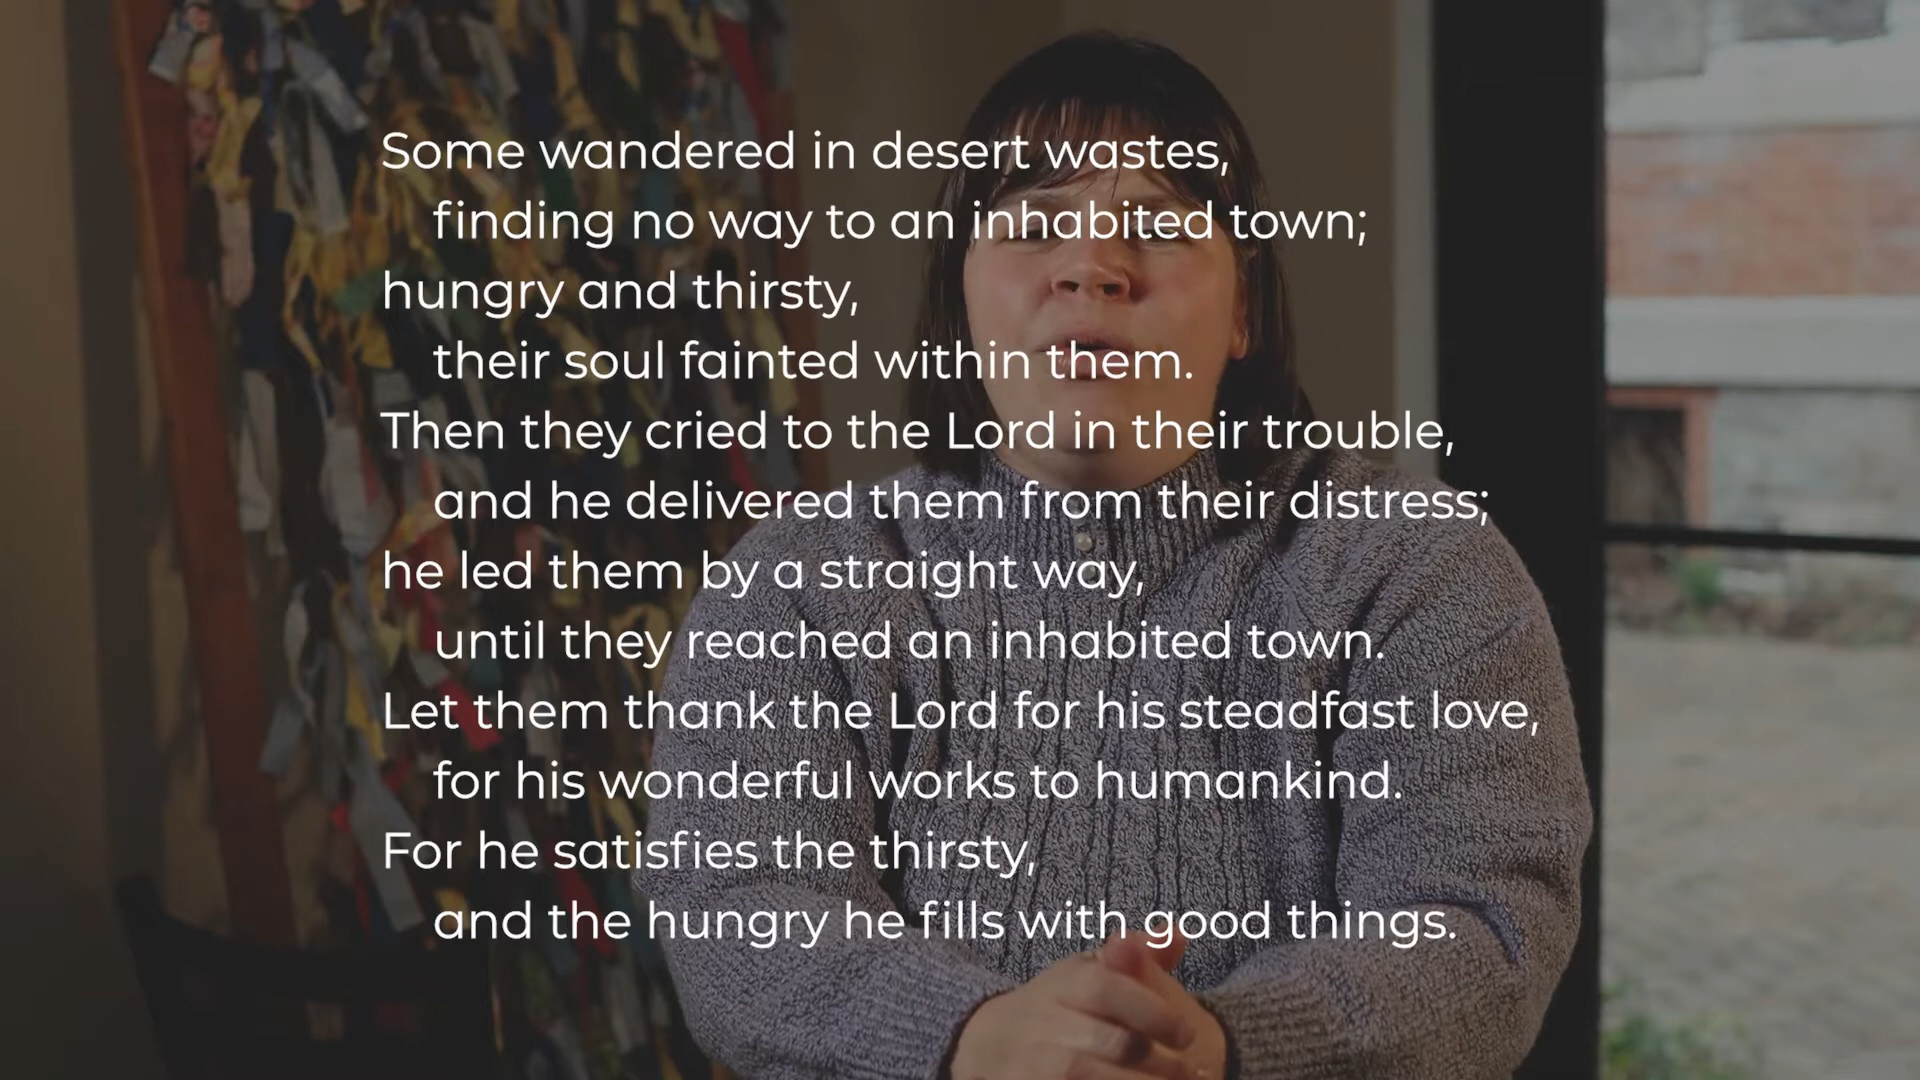 Some wandered in desert wastes,
finding no way to an inhabited town;
hungry and thirsty,
their soul fainted within them.
Then they cried to the Lord in their trouble,
and he delivered them from their distress;
he led them by a straight way,
until they reached an inhabited town.
Let them thank the Lord for his steadfast love,
for his wonderful works to humankind.
For he satisfies the thirsty,
and the hungry he fills with good things.